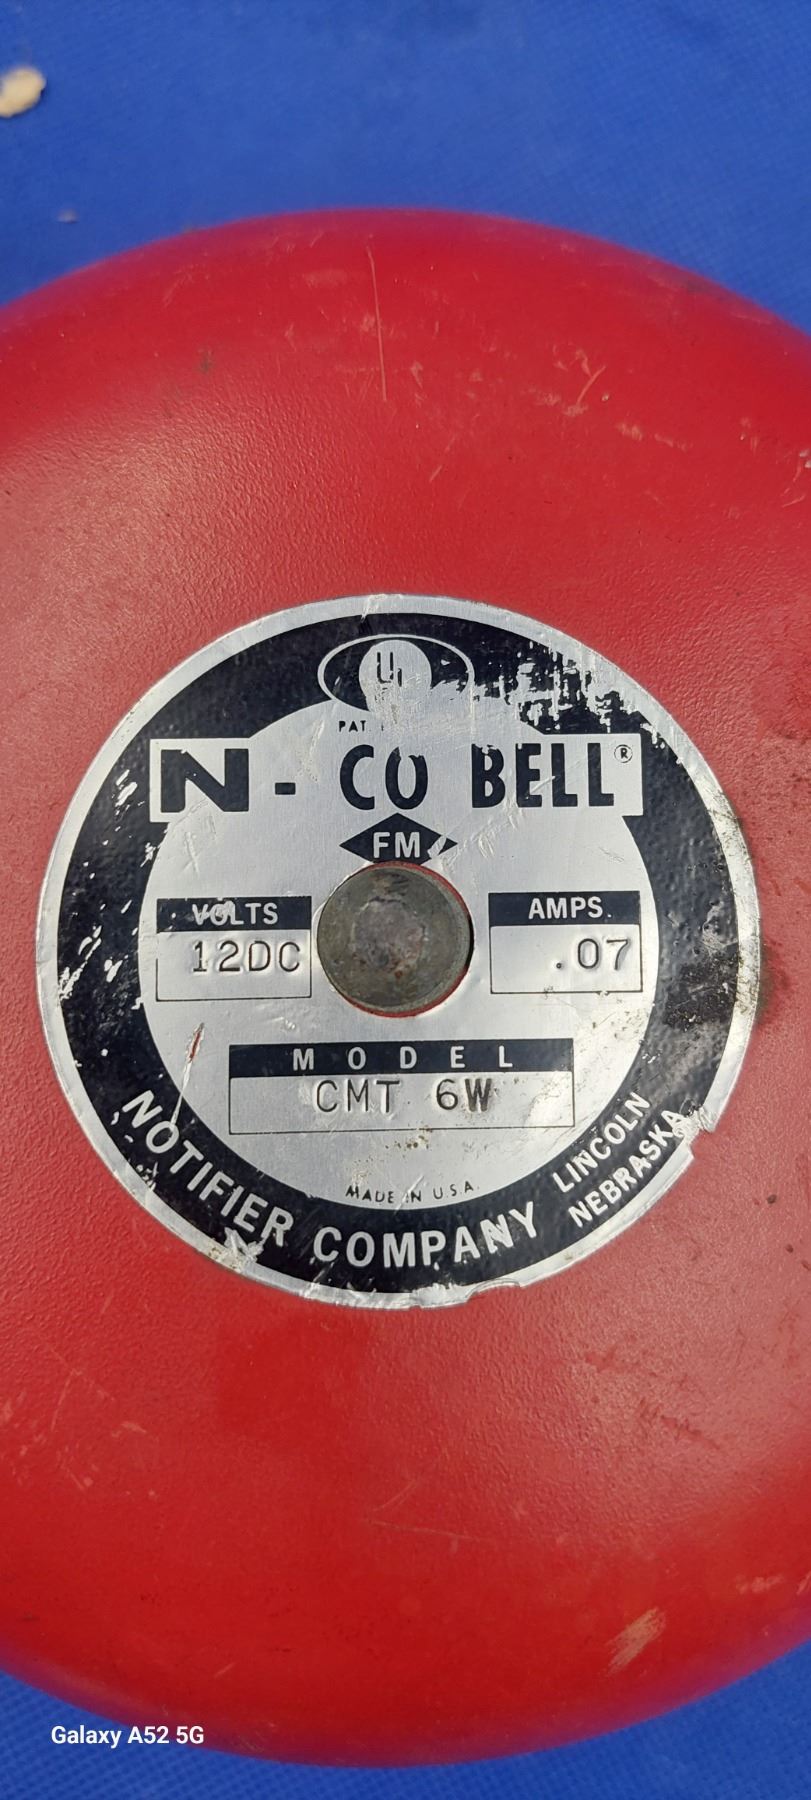 UL
PAT.
N - CO BELL®
FM
VOLTS
12DC
AMPS.
.07
MODEL
CMT 6W
MADE IN U.S.A.
NOTIFIER COMPANY LINCOLN NEBRASKA
Galaxy A52 5G